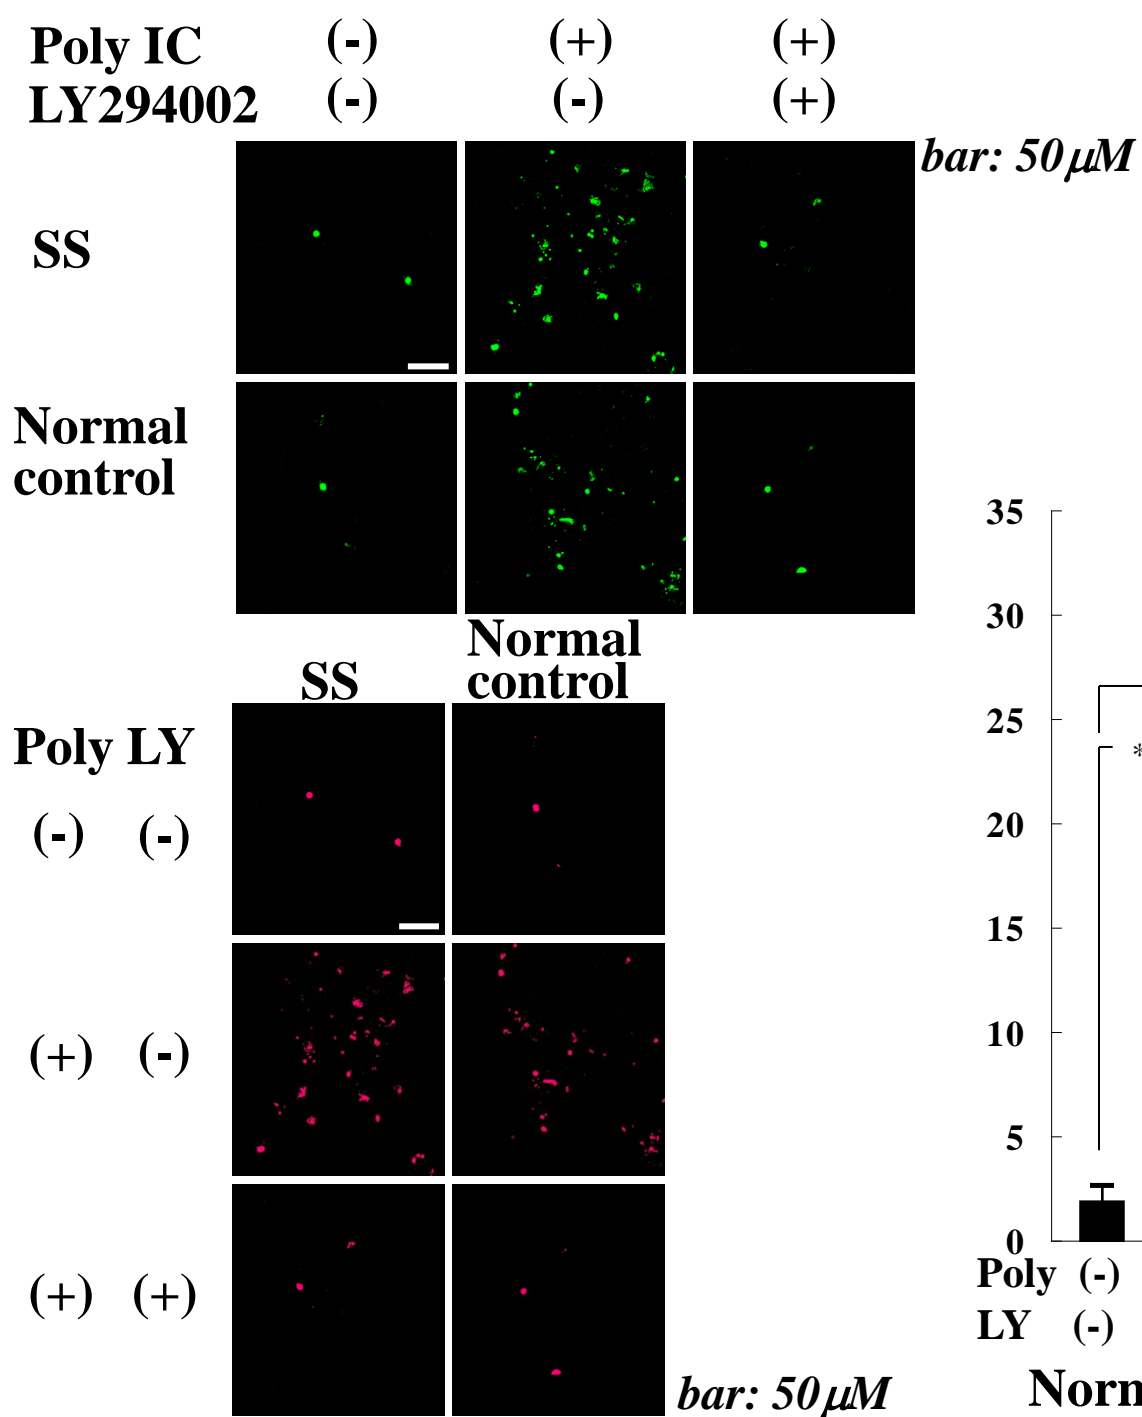 Poly IC (-) (+) (+)
LY294002 (-) (-) (+)
bar: 50μM
SS
Normal
control
SS
Normal
control
Poly LY
(-) (-)
(+) (-)
(+) (+)
bar: 50μM
35
30
25
*
20
15
10
5
0
Poly (-)
LY (-)